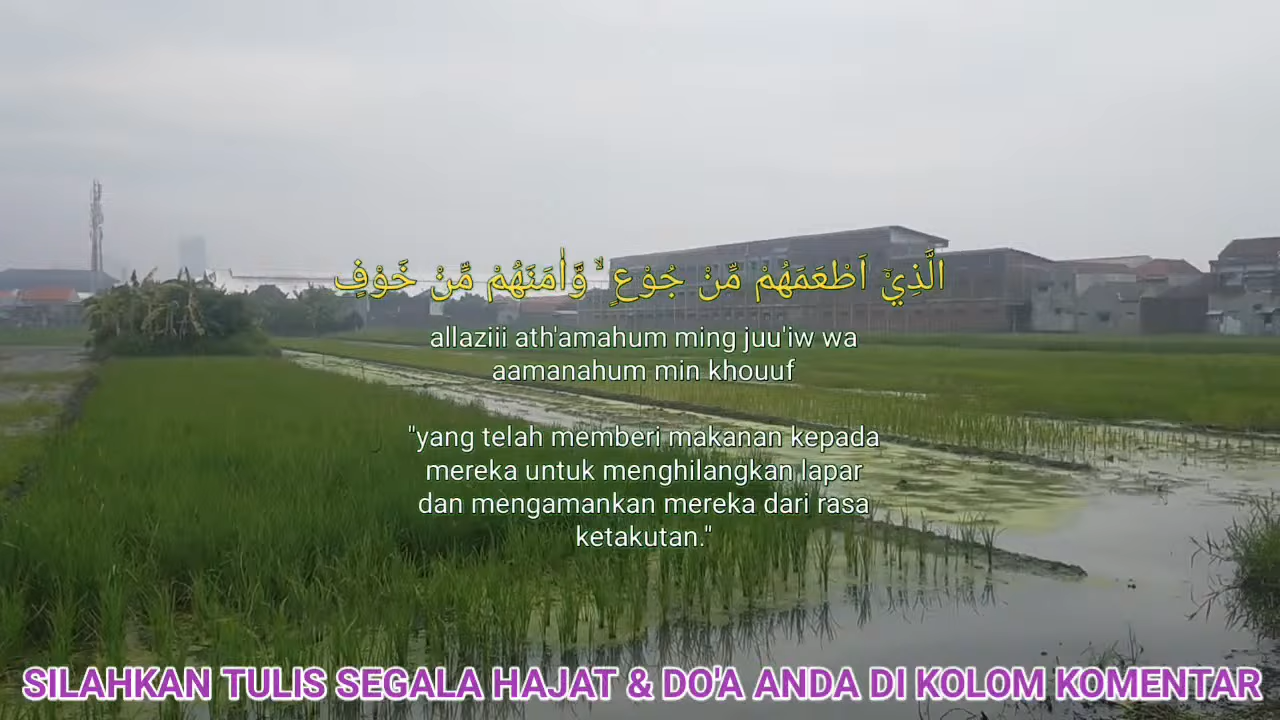 الَّذِيْٓ اَطْعَمَهُمْ مِّنْ جُوْعٍ ۙ وَّاٰمَنَهُمْ مِّنْ خَوْفٍ
allaziii ath'amahum ming juu'iw wa
aamanahum min khouuf
"yang telah memberi makanan kepada
mereka untuk menghilangkan lapar
dan mengamankan mereka dari rasa
ketakutan."
SILAHKAN TULIS SEGALA HAJAT & DO'A ANDA DI KOLOM KOMENTAR